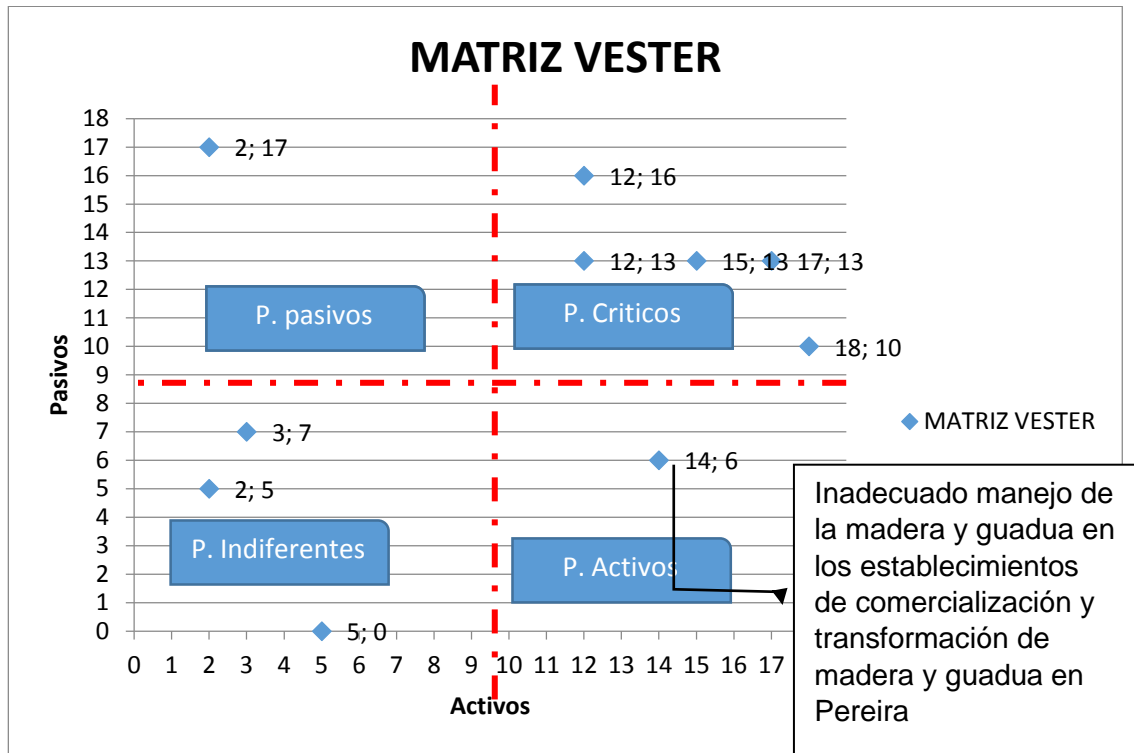 MATRIZ VESTER
18
17
16
15
14
13
12
11
10
9
8
7
6
5
4
3
2
1
0
Pasivos
2; 17
12; 16
12; 13
15; 13
17; 13
P. pasivos
P. Criticos
18; 10
3; 7
14; 6
MATRIZ VESTER
2; 5
P. Indiferentes
P. Activos
5; 0
Inadecuado manejo de
la madera y guadua en
los establecimientos
de comercialización y
transformación de
madera y guadua en
Pereira
0 1 2 3 4 5 6 7 8 9 10 11 12 13 14 15 16 17
Activos